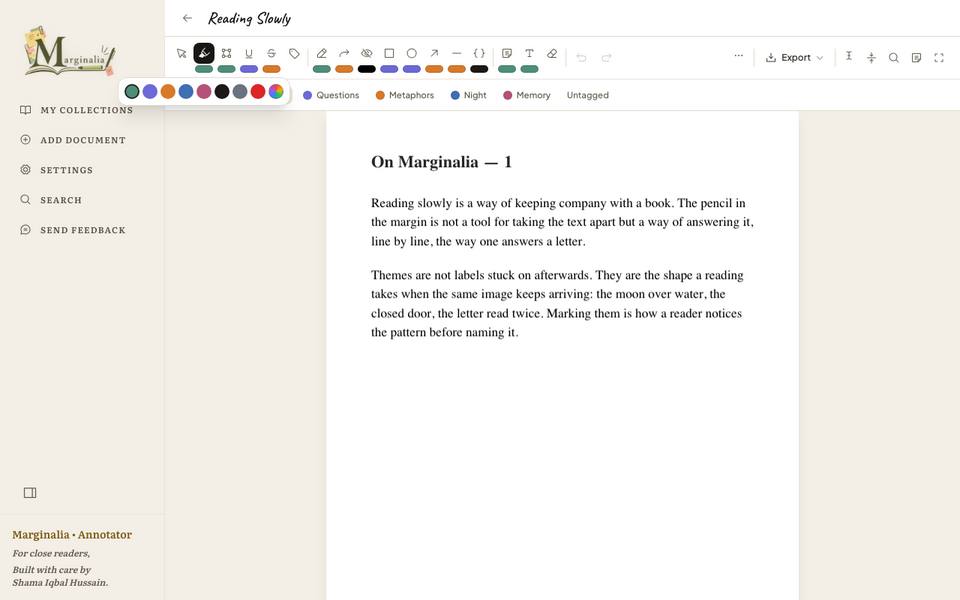 Marginalia
Reading Slowly
Export
MY COLLECTIONS
ADD DOCUMENT
SETTINGS
SEARCH
SEND FEEDBACK
Questions
Metaphors
Night
Memory
Untagged
On Marginalia — 1
Reading slowly is a way of keeping company with a book. The pencil in
the margin is not a tool for taking the text apart but a way of answering it,
line by line, the way one answers a letter.
Themes are not labels stuck on afterwards. They are the shape a reading
takes when the same image keeps arriving: the moon over water, the
closed door, the letter read twice. Marking them is how a reader notices
the pattern before naming it.
Marginalia • Annotator
For close readers,
Built with care by
Shama Iqbal Hussain.